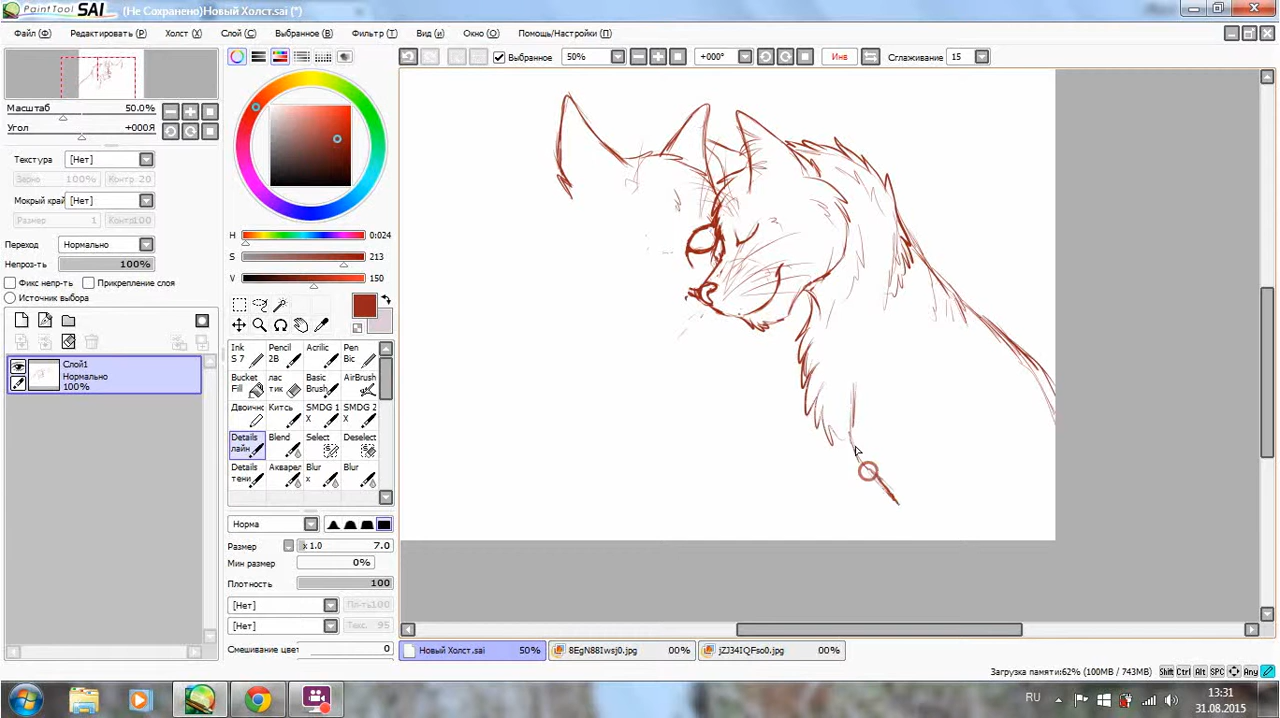 PaintTool SAI (Не Сохранено)Новый Холст.sai (*)
Файл (Ф) Редактировать (P) Холст (X) Слой (C) Выбранное (B) Фильтр (T) Вид (и) Окно (O) Помощь/Настройки (П)
Выбранное 50% +000° Инв Сглаживание 15
Масштаб 50.0%
Угол +000Я
Текстура [Нет]
Зерно 100% Контр 20
Мокрый край [Нет]
Размер 1 Контр100
Переход Нормально
Непроз-ть 100%
Фикс непр-ть Прикрепление слоя
Источник выбора
Слой1
Нормально
100%
H 0:024
S 213
V 150
Ink S 7 Pencil 2B Acrilic Pen Bic
Bucket Fill лас тик Basic Brush AirBrush
Двоичнс Китсь SMDG 1 X SMDG 2 X
Details лайн Blend Select Deselect
Details тени Акварел Blur x Blur
Норма
Размер x 1.0 7.0
Мин размер 0%
Плотность 100
[Нет] Пл-ть100
[Нет] Текс. 95
Смешивание цвет 0
Новый Холст.sai 50% 8EgN88Iwsj0.jpg 00% jZJ34IQFso0.jpg 00%
Загрузка памяти:62% (100MB / 743MB) Shift Ctrl Alt SPC Any
RU 13:31
31.08.2015